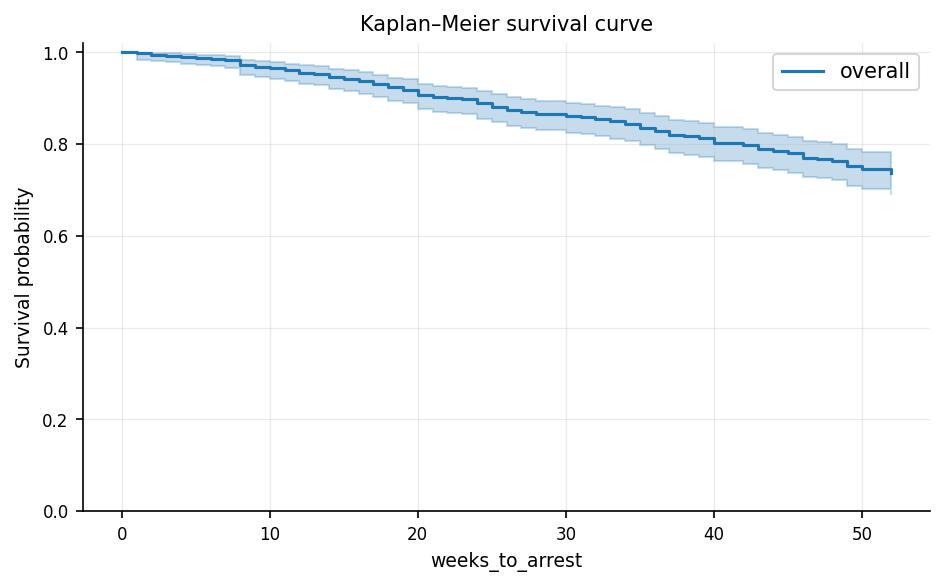 Kaplan–Meier survival curve
overall
Survival probability
1.0
0.8
0.6
0.4
0.2
0.0
0 10 20 30 40 50
weeks_to_arrest